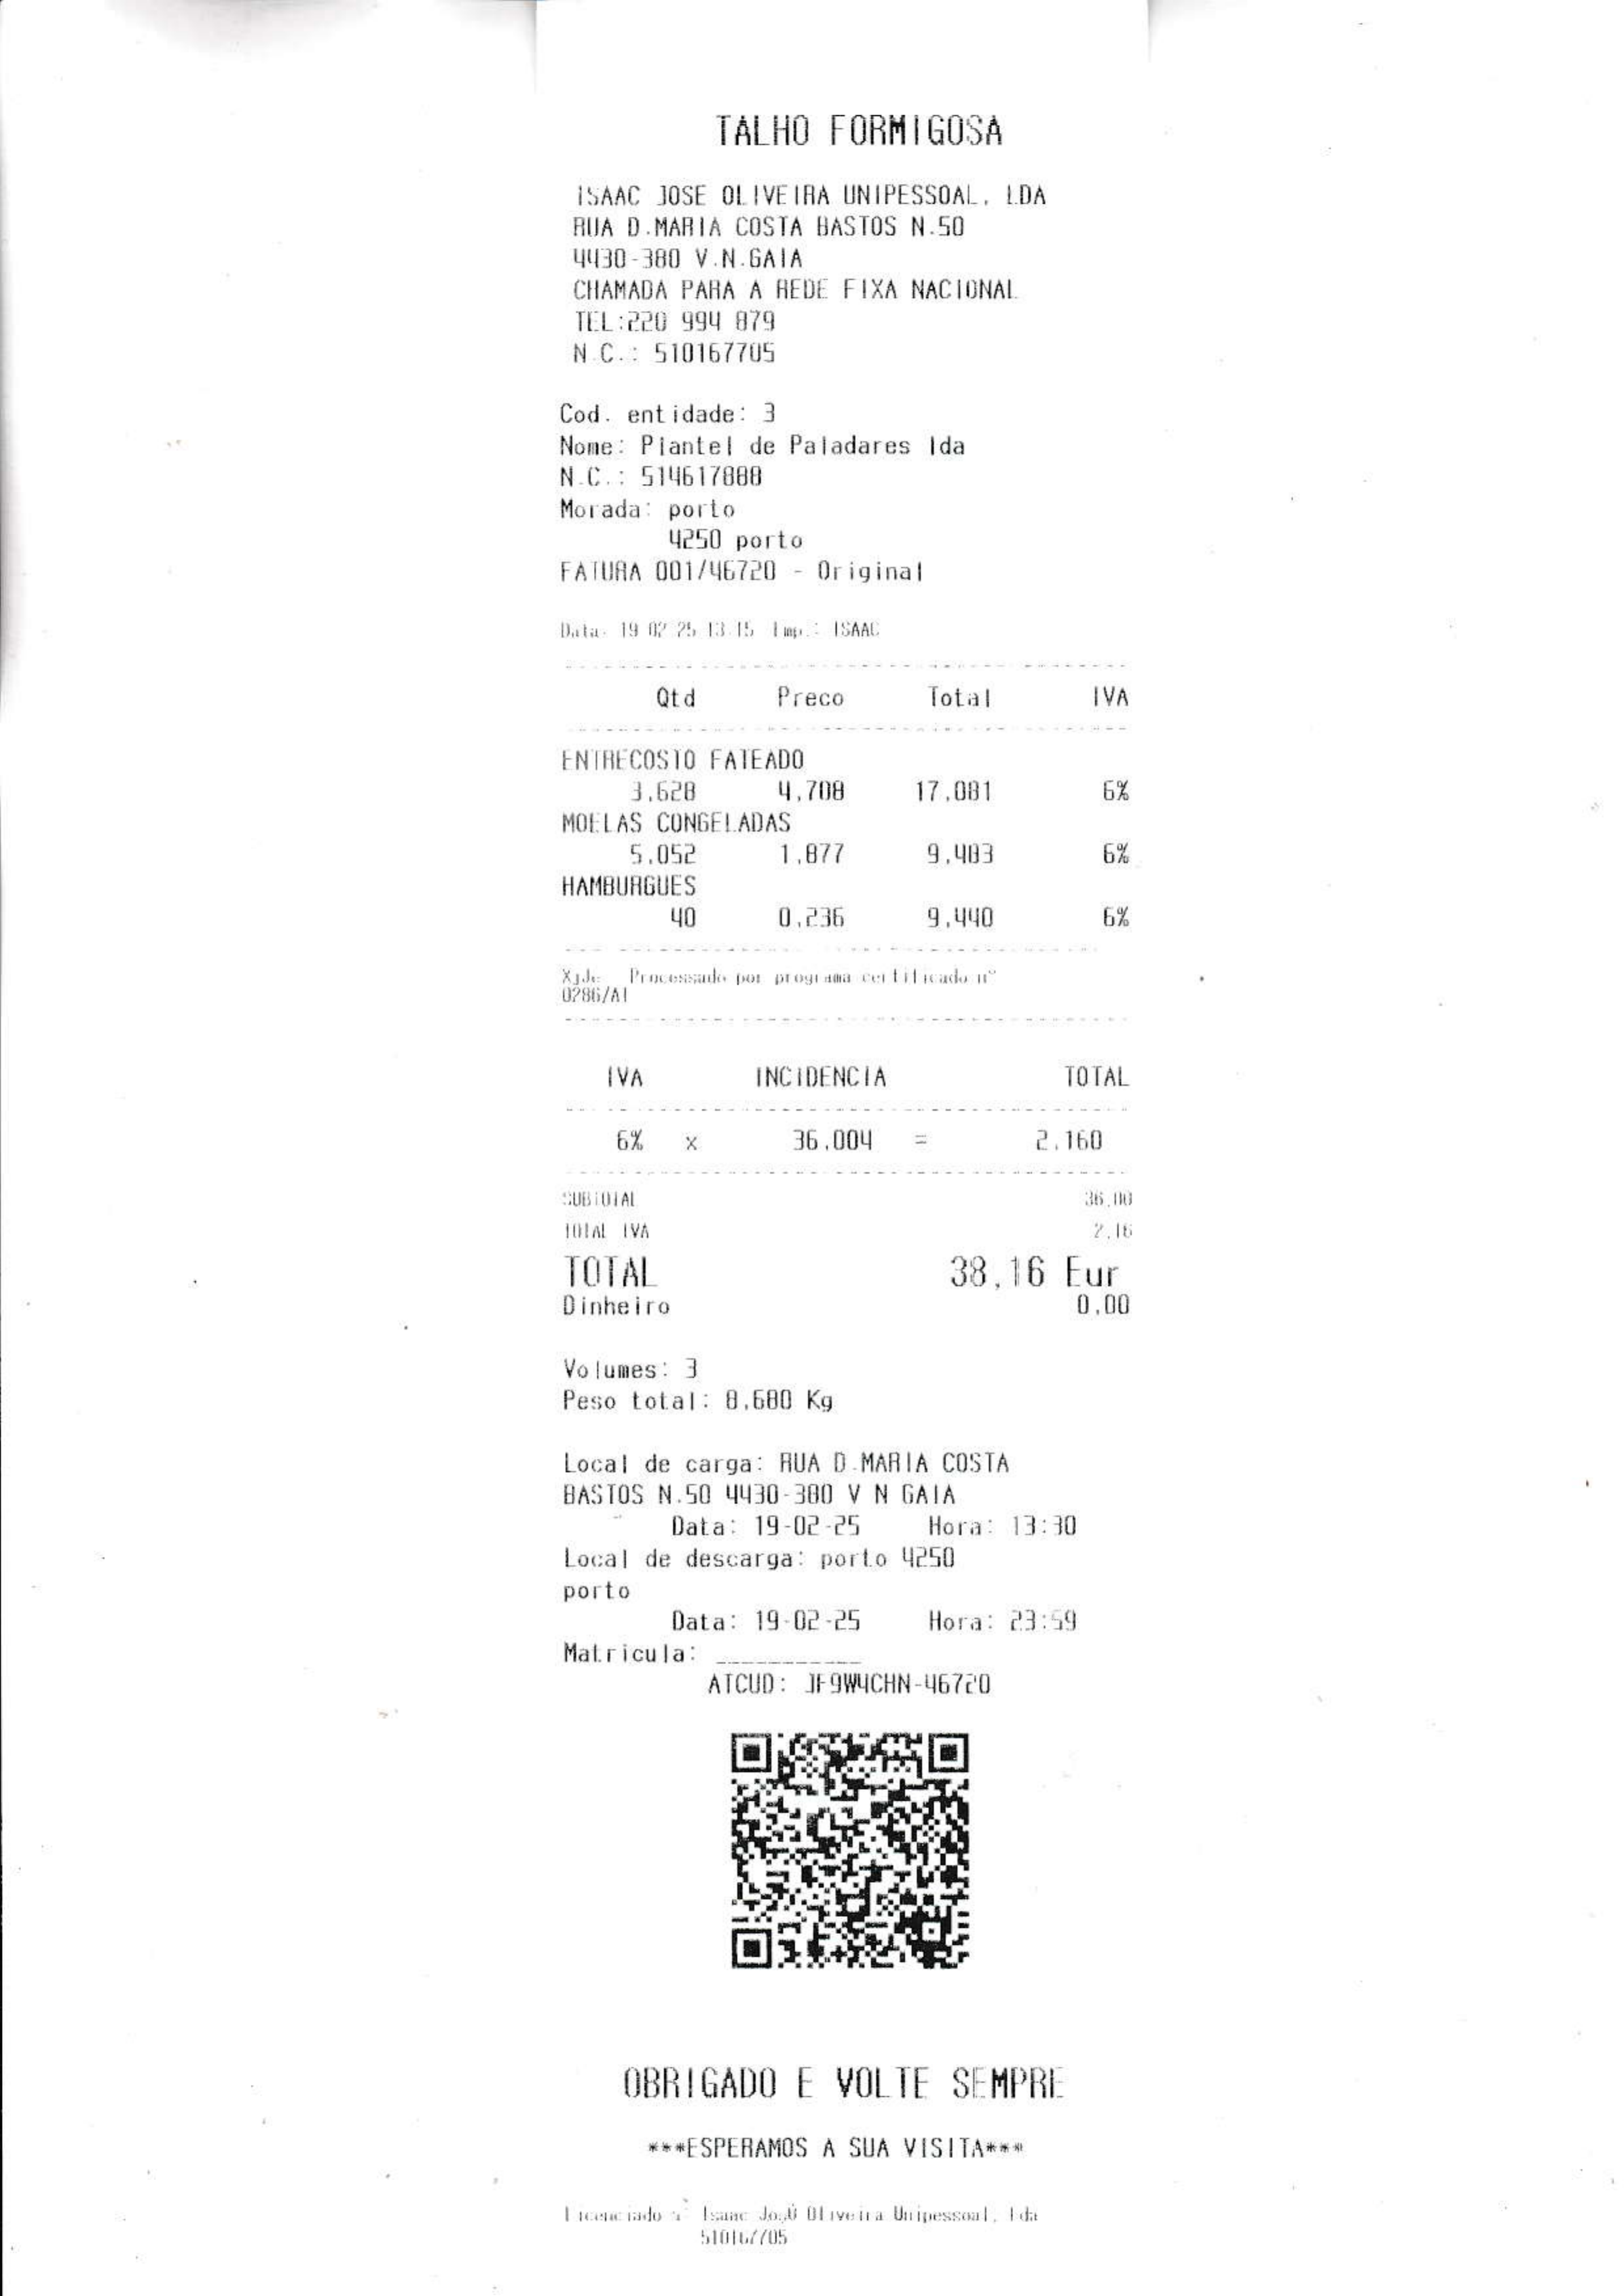 TALHO FORMIGOSA
ISAAC JOSE OLIVEIRA UNIPESSOAL, LDA
RUA D.MARIA COSTA BASTOS N.50
4430-380 V.N.GAIA
CHAMADA PARA A REDE FIXA NACIONAL
TEL:220 994 879
N.C.: 510167705
Cod. entidade: 3
Nome: Plantel de Paladares lda
N.C.: 514617888
Morada: porto
4250 porto
FATURA 001/46720 - Original
Data: 19-02-25 13:15 Imp.: ISAAC
Qtd Preco Total IVA
ENTRECOSTO FATEADO
3,628 4,708 17,081 6%
MOELAS CONGELADAS
5,052 1,877 9,483 6%
HAMBURGUES
40 0,236 9,440 6%
Processado por programa certificado nº
0286/AT
IVA INCIDENCIA TOTAL
6% x 36,004 = 2,160
SUBTOTAL 36,00
TOTAL IVA 2,16
TOTAL 38,16 Eur
Dinheiro 0,00
Volumes: 3
Peso total: 8,680 Kg
Local de carga: RUA D.MARIA COSTA
BASTOS N.50 4430-380 V N GAIA
Data: 19-02-25 Hora: 13:30
Local de descarga: porto 4250
porto
Data: 19-02-25 Hora: 23:59
Matricula: ___________
ATCUD: JF9W4CHN-46720
OBRIGADO E VOLTE SEMPRE
***ESPERAMOS A SUA VISITA***
Licenciado Isaac Oliveira Unipessoal, Lda
510167705